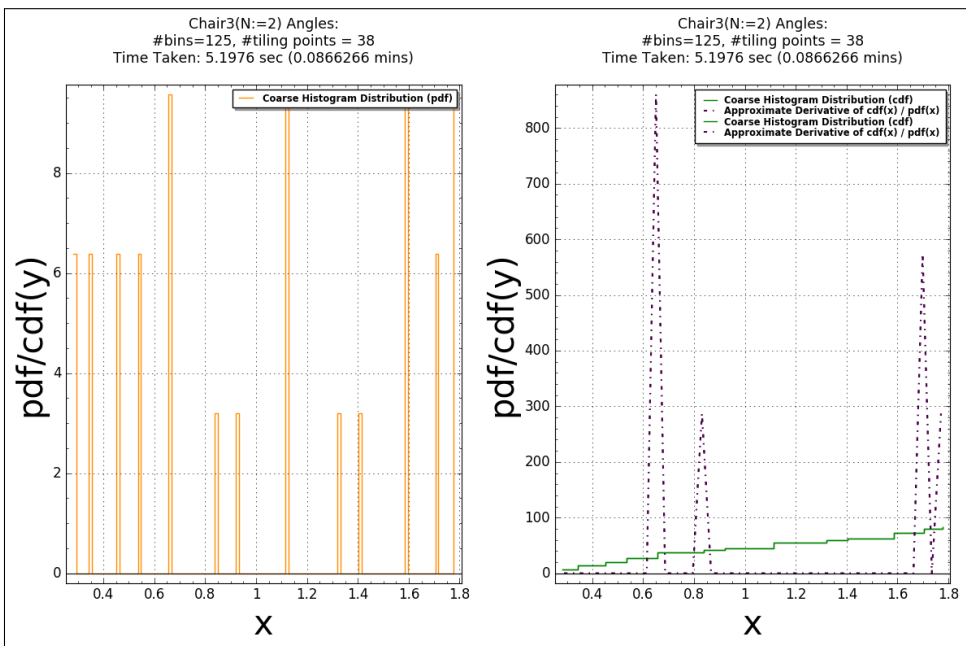 Chair3(N:=2) Angles:
#bins=125, #tiling points = 38
Time Taken: 5.1976 sec (0.0866266 mins)
Coarse Histogram Distribution (pdf)
8
6
4
2
0
0.4 0.6 0.8 1 1.2 1.4 1.6 1.8
pdf/cdf(y)
x
Chair3(N:=2) Angles:
#bins=125, #tiling points = 38
Time Taken: 5.1976 sec (0.0866266 mins)
Coarse Histogram Distribution (cdf)
Approximate Derivative of cdf(x) / pdf(x)
Coarse Histogram Distribution (cdf)
Approximate Derivative of cdf(x) / pdf(x)
800
700
600
500
400
300
200
100
0
0.4 0.6 0.8 1 1.2 1.4 1.6 1.8
pdf/cdf(y)
x